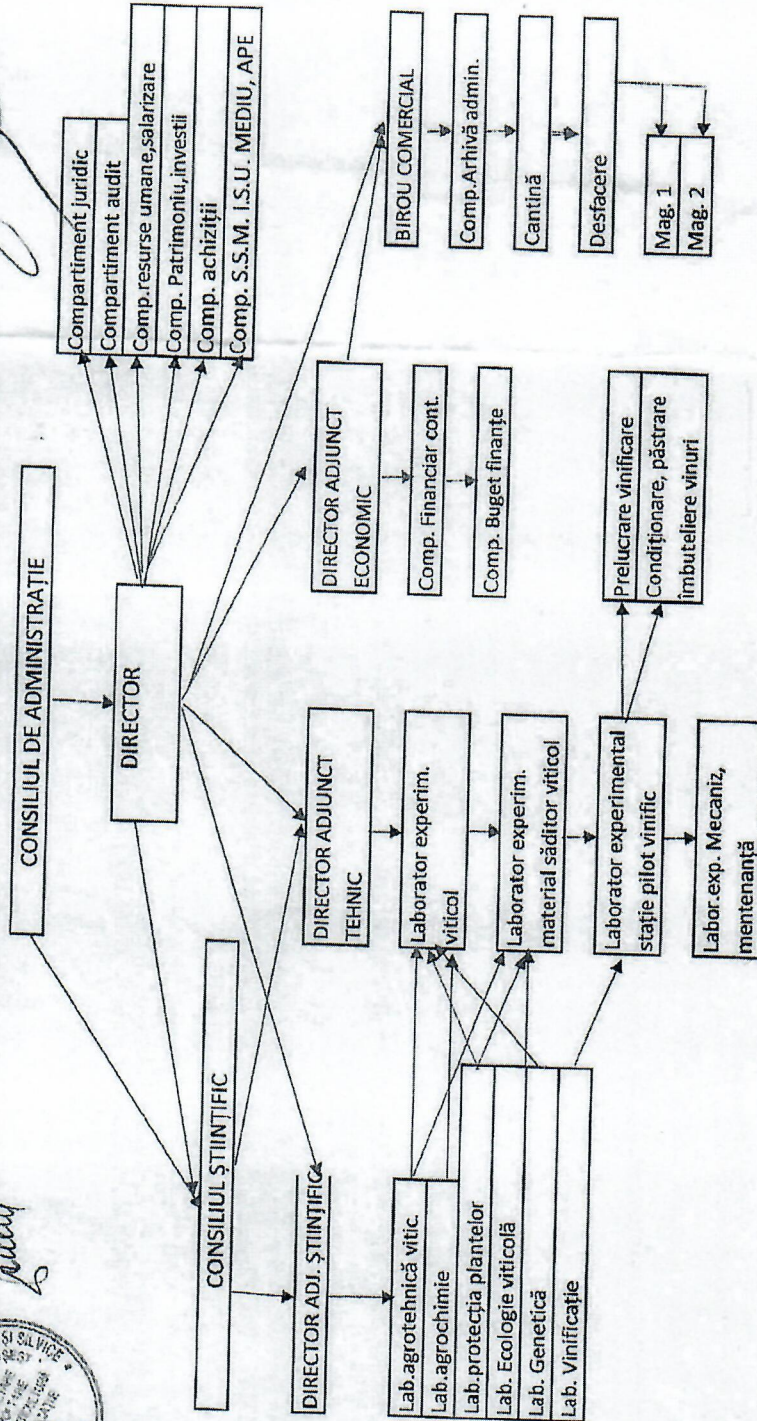 ȘI SILVICE
CONSILIUL DE ADMINISTRAȚIE
DIRECTOR
Compartiment juridic
Compartiment audit
Comp.resurse umane,salarizare
Comp. Patrimoniu,investii
Comp. achiziții
Comp. S.S.M. I.S.U. MEDIU, APE
CONSILIUL ȘTIINȚIFIC
DIRECTOR ADJ. ȘTIINȚIFIC
Lab.agrotehnică vitic.
Lab.agrochimie
Lab.protecția plantelor
Lab. Ecologie viticolă
Lab. Genetică
Lab. Vinificație
DIRECTOR ADJUNCT
TEHNIC
Laborator experim.
viticol
Laborator experim.
material săditor viticol
Laborator experimental
stație pilot vinific
Labor.exp. Mecaniz,
mentenanță
Prelucrare vinificare
Condiționare, păstrare
îmbuteliere vinuri
DIRECTOR ADJUNCT
ECONOMIC
Comp. Financiar cont.
Comp. Buget finanțe
BIROU COMERCIAL
Comp.Arhivă admin.
Cantină
Desfacere
Mag. 1
Mag. 2